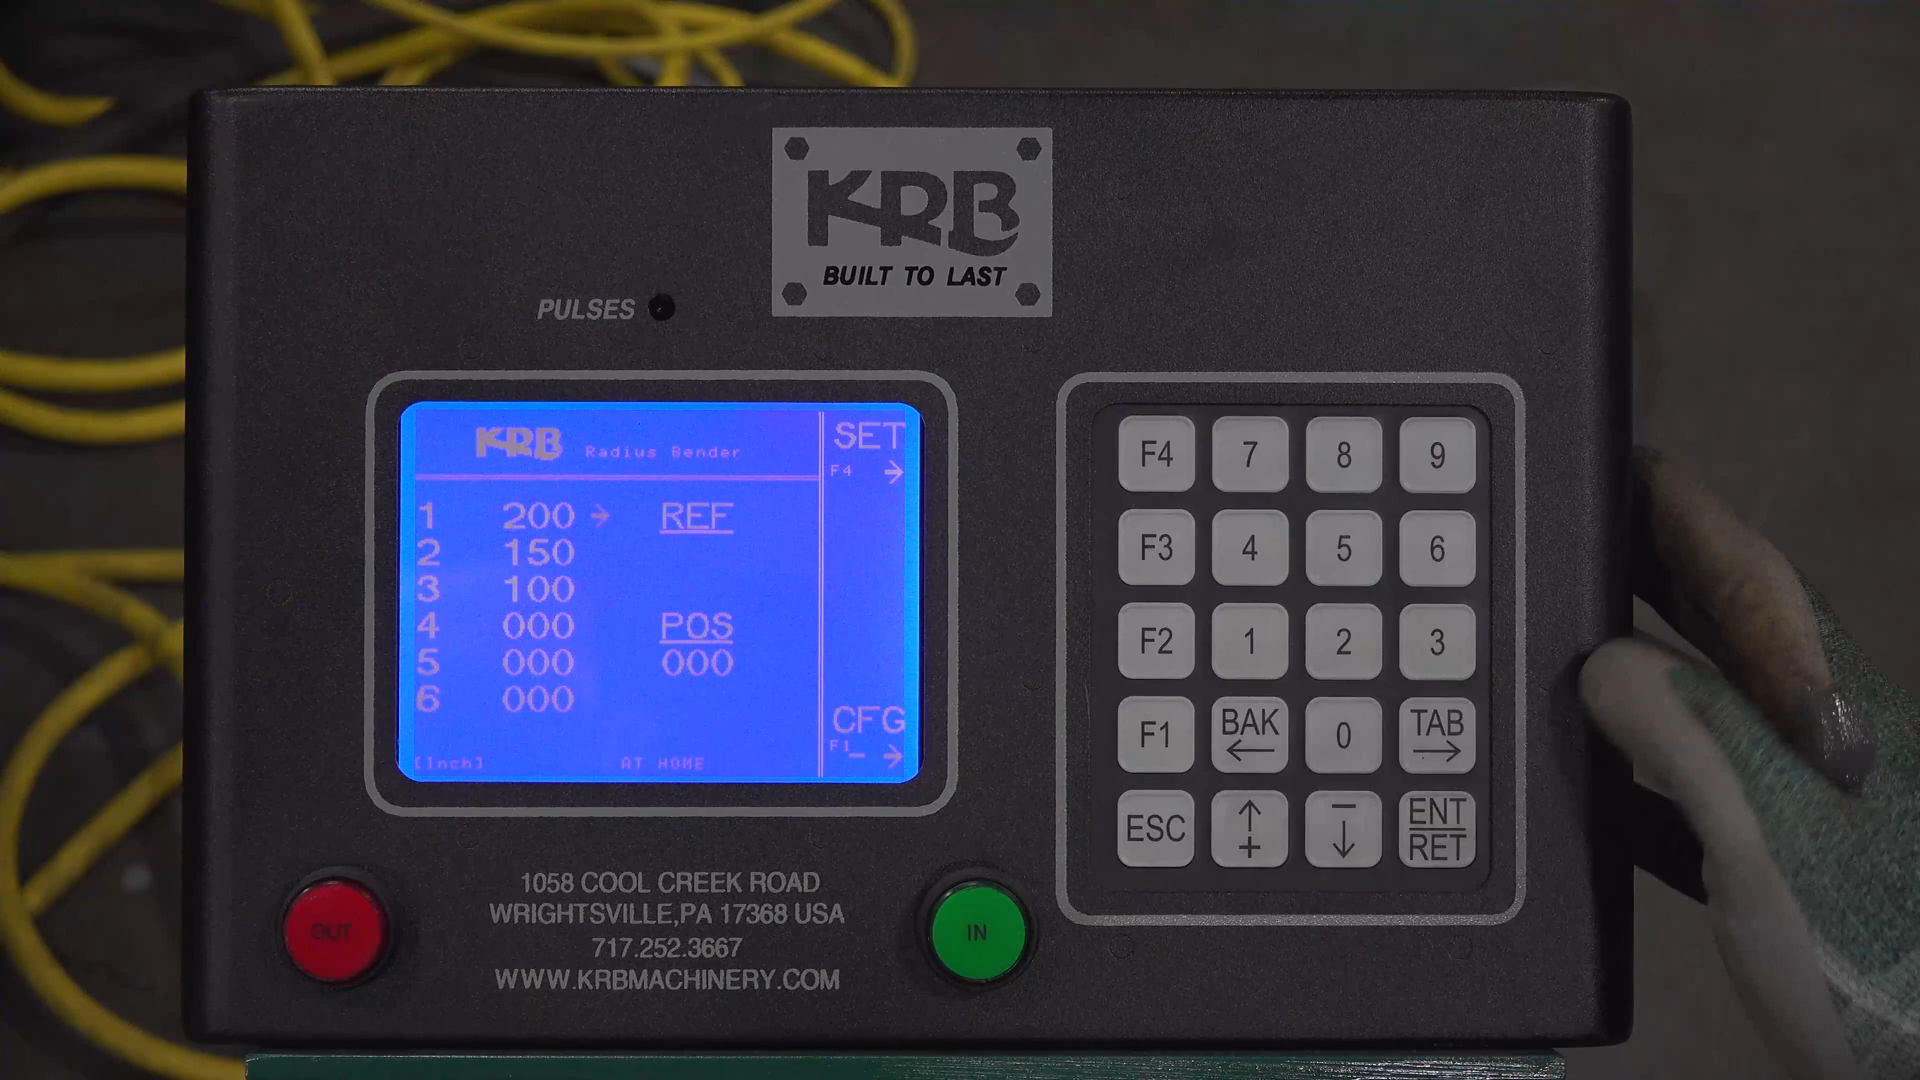 KRB
BUILT TO LAST
PULSES
KRB Radius Bender
SET
F4 →
1 200 → REF
2 150
3 100
4 000 POS
5 000 000
6 000
CFG
F1 – →
[Inch] AT HOME
F4 7 8 9
F3 4 5 6
F2 1 2 3
F1 BAK ← 0 TAB →
ESC ↑ + – ↓ ENT RET
OUT
IN
1058 COOL CREEK ROAD
WRIGHTSVILLE,PA 17368 USA
717.252.3667
WWW.KRBMACHINERY.COM